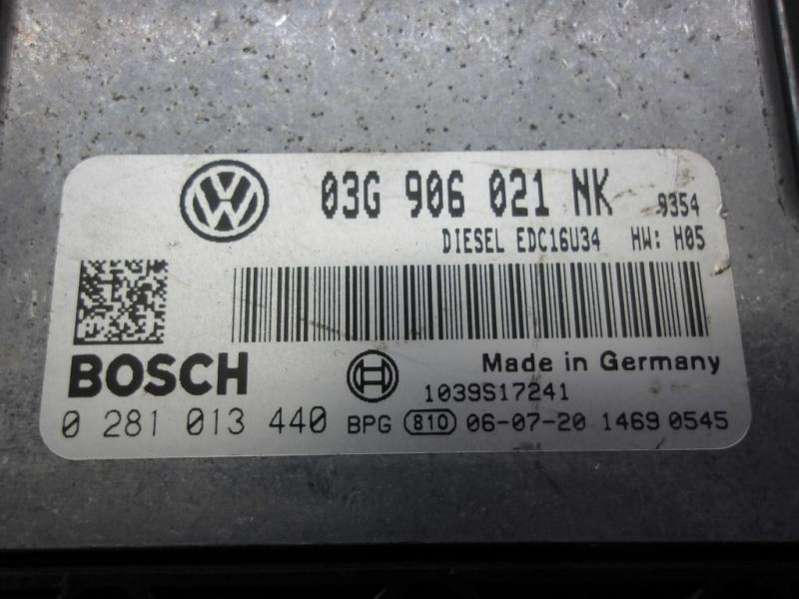 03G 906 021 NK 9354
DIESEL EDC16U34 HW: H05
BOSCH
Made in Germany
1039S17241
0 281 013 440 BPG 810 06-07-20 1469 0545